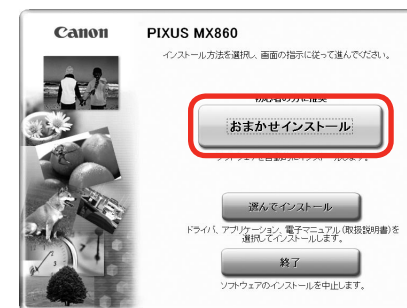 Canon PIXUS MX860
インストール方法を選択し、画面の指示に従って進んでください。
おまかせインストール
選んでインストール
ドライバ、アプリケーション、電子マニュアル(取扱説明書)を
選択してインストールします。
終了
ソフトウェアのインストールを中止します。